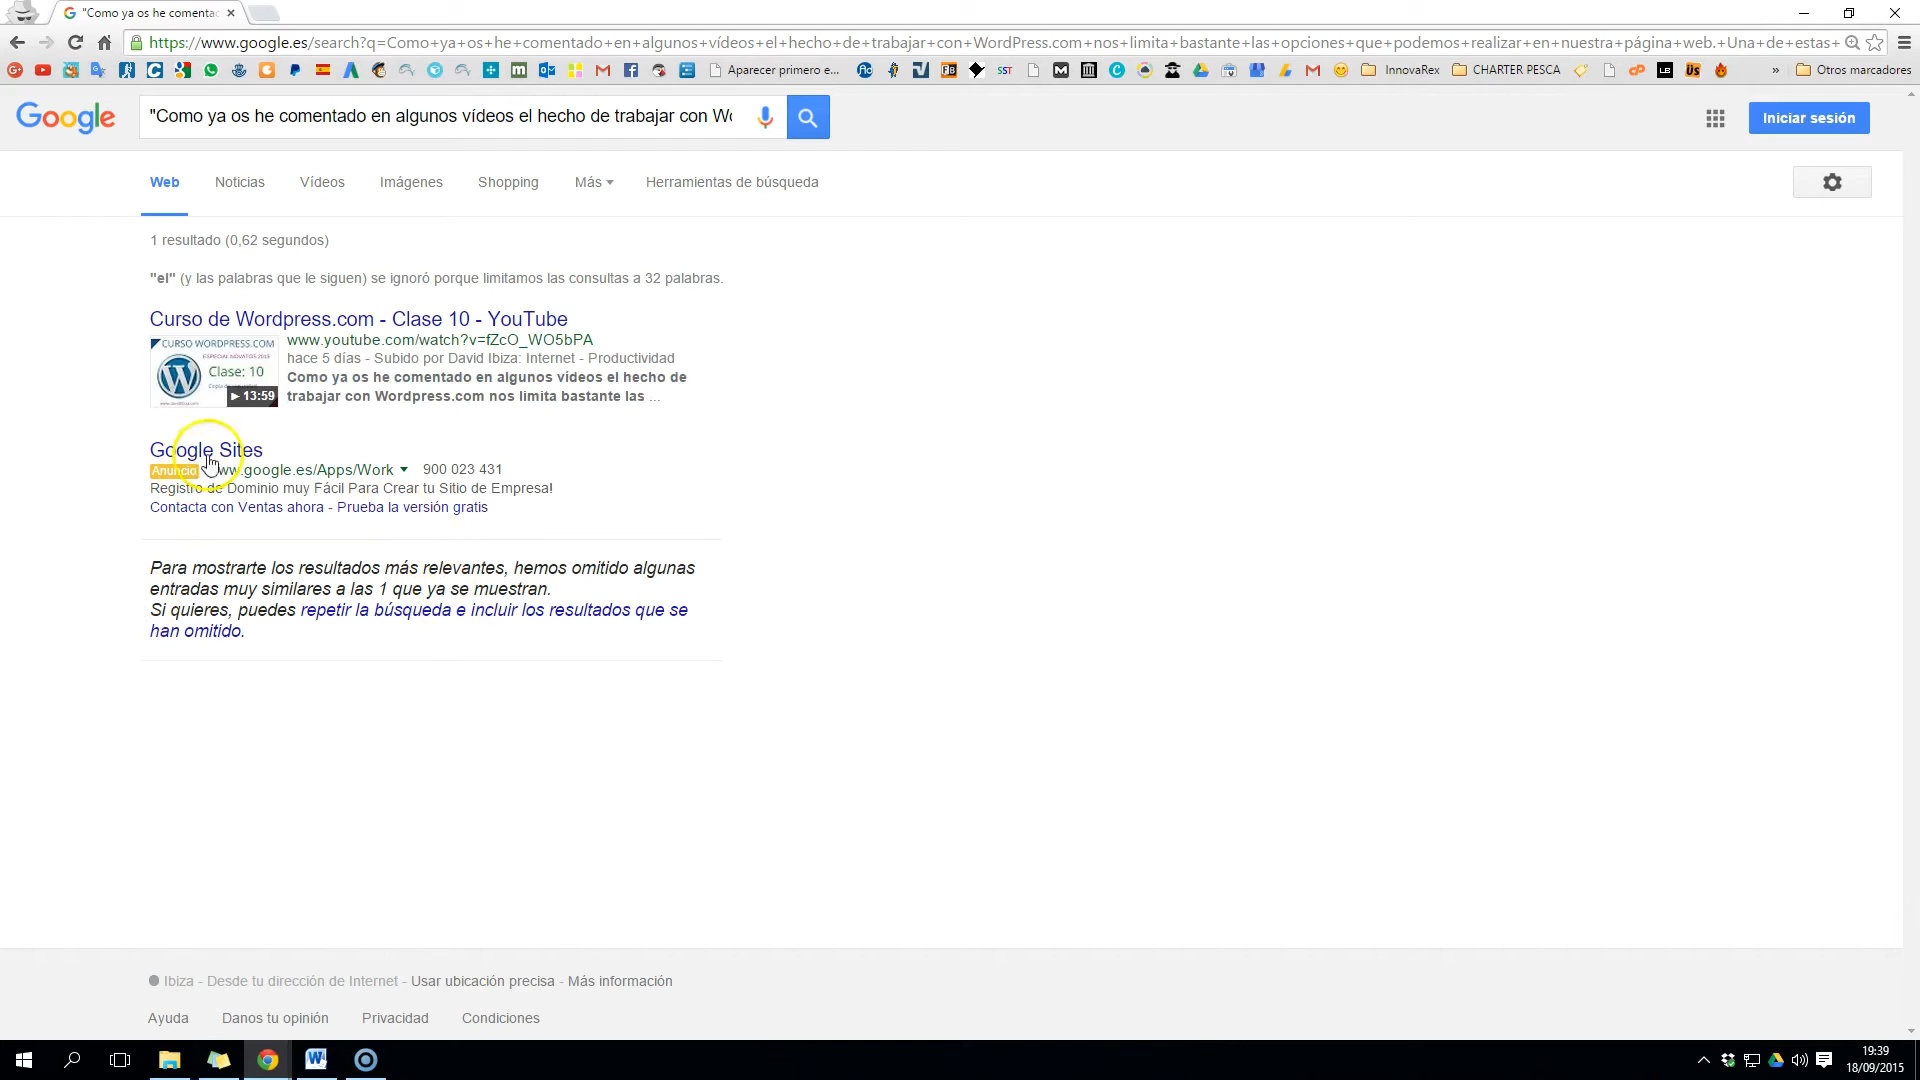 "Como ya os he comentac
https://www.google.es/search?q=Como+ya+os+he+comentado+en+algunos+vídeos+el+hecho+de+trabajar+con+WordPress.com+nos+limita+bastante+las+opciones+que+podemos+realizar+en+nuestra+página+web.+Una+de+estas+
Aparecer primero e...
SST
InnovaRex
CHARTER PESCA
»
Otros marcadores
Google
"Como ya os he comentado en algunos vídeos el hecho de trabajar con Wo
Iniciar sesión
Web
Noticias
Vídeos
Imágenes
Shopping
Más
Herramientas de búsqueda
1 resultado (0,62 segundos)
"el" (y las palabras que le siguen) se ignoró porque limitamos las consultas a 32 palabras.
Curso de Wordpress.com - Clase 10 - YouTube
CURSO WORDPRESS.COM
ESPECIAL NOVATOS 2015
Clase: 10
13:59
www.youtube.com/watch?v=fZcO_WO5bPA
hace 5 días - Subido por David Ibiza: Internet - Productividad
Como ya os he comentado en algunos vídeos el hecho de
trabajar con Wordpress.com nos limita bastante las ...
Google Sites
Anuncio www.google.es/Apps/Work 900 023 431
Registro de Dominio muy Fácil Para Crear tu Sitio de Empresa!
Contacta con Ventas ahora - Prueba la versión gratis
Para mostrarte los resultados más relevantes, hemos omitido algunas
entradas muy similares a las 1 que ya se muestran.
Si quieres, puedes repetir la búsqueda e incluir los resultados que se
han omitido.
Ibiza - Desde tu dirección de Internet - Usar ubicación precisa - Más información
Ayuda
Danos tu opinión
Privacidad
Condiciones
19:39
18/09/2015